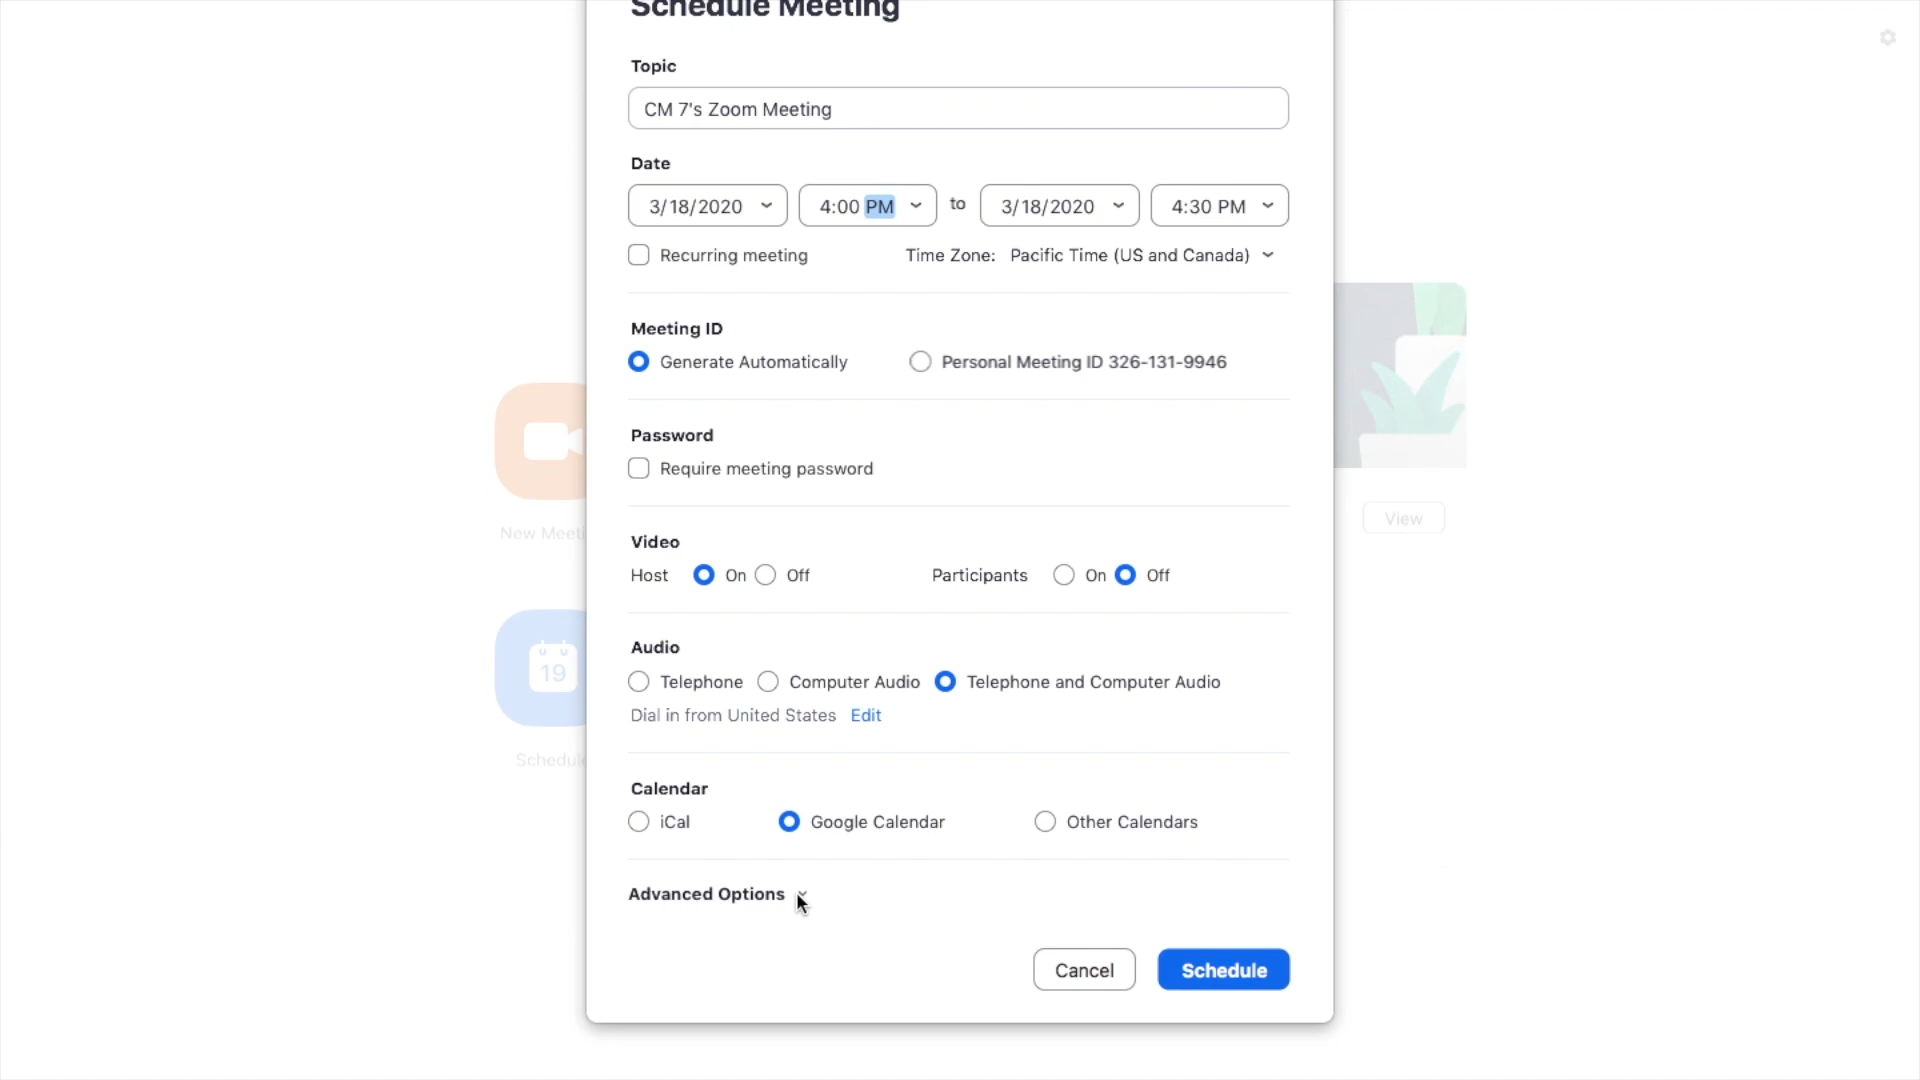 Schedule Meeting
Topic
CM 7's Zoom Meeting
Date
3/18/2020 4:00 PM to 3/18/2020 4:30 PM
Recurring meeting Time Zone: Pacific Time (US and Canada)
Meeting ID
Generate Automatically Personal Meeting ID 326-131-9946
Password
Require meeting password
View
New Meeti
Video
Host On Off Participants On Off
Audio
19
Telephone Computer Audio Telephone and Computer Audio
Dial in from United States Edit
Schedule
Calendar
iCal Google Calendar Other Calendars
Advanced Options
Cancel Schedule